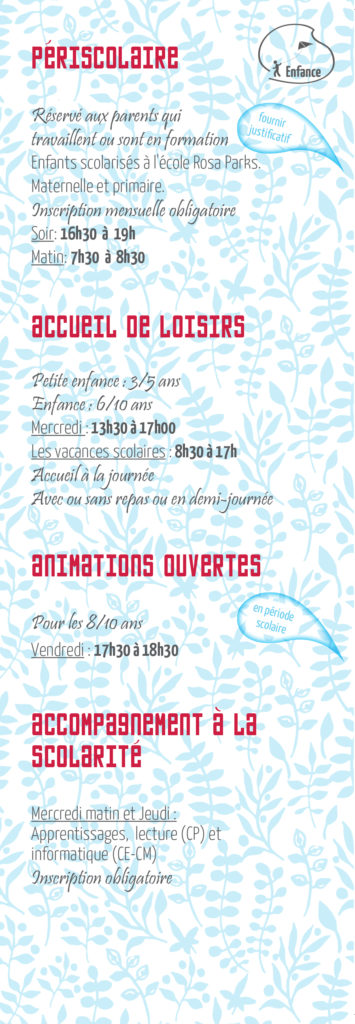 PÉRISCOLAIRE
Enfance
Réservé aux parents qui
travaillent ou sont en formation
fournir
justificatif
Enfants scolarisés à l'école Rosa Parks.
Maternelle et primaire.
Inscription mensuelle obligatoire
Soir: 16h30 à 19h
Matin: 7h30 à 8h30
ACCUEIL DE LOISIRS
Petite enfance : 3/5 ans
Enfance : 6/10 ans
Mercredi : 13h30 à 17h00
Les vacances scolaires : 8h30 à 17h
Accueil à la journée
Avec ou sans repas ou en demi-journée
ANIMATIONS OUVERTES
en période
scolaire
Pour les 8/10 ans
Vendredi : 17h30 à 18h30
ACCOMPAGNEMENT À LA
SCOLARITÉ
Mercredi matin et Jeudi :
Apprentissages, lecture (CP) et
informatique (CE-CM)
Inscription obligatoire